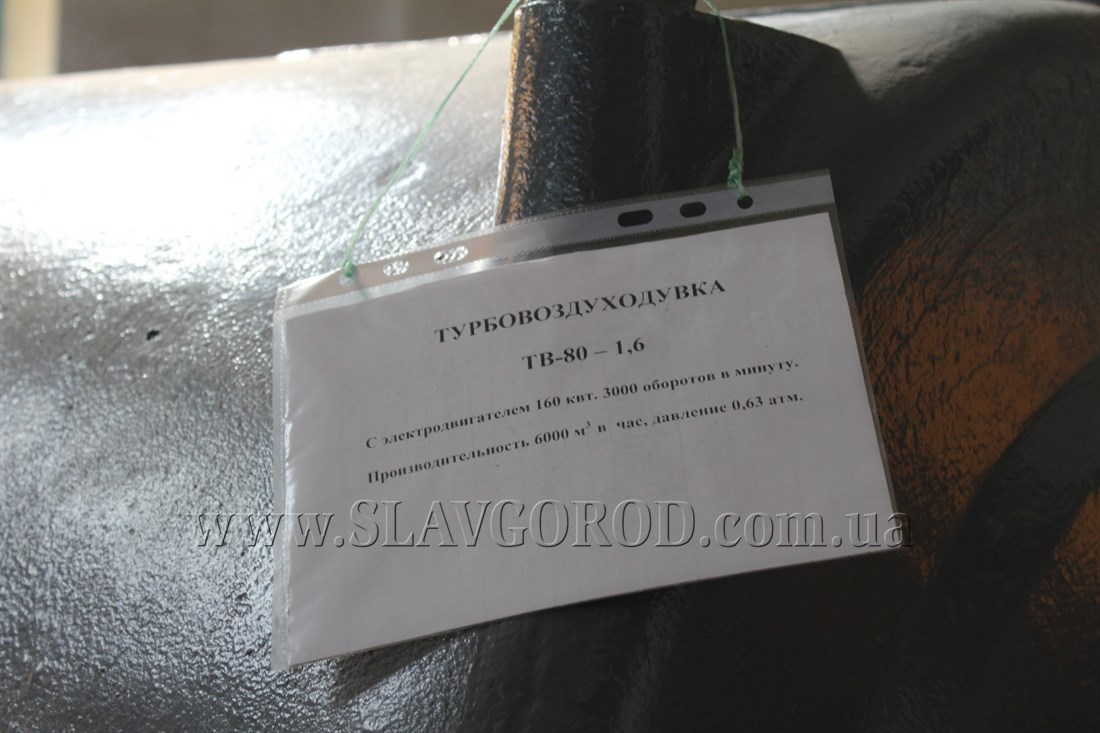 ТУРБОВОЗДУХОДУВКА
ТВ-80 – 1,6
С электродвигателем 160 квт. 3000 оборотов в минуту.
Производительность 6000 м³ в час, давление 0,63 атм.
www.SLAVGOROD.com.ua